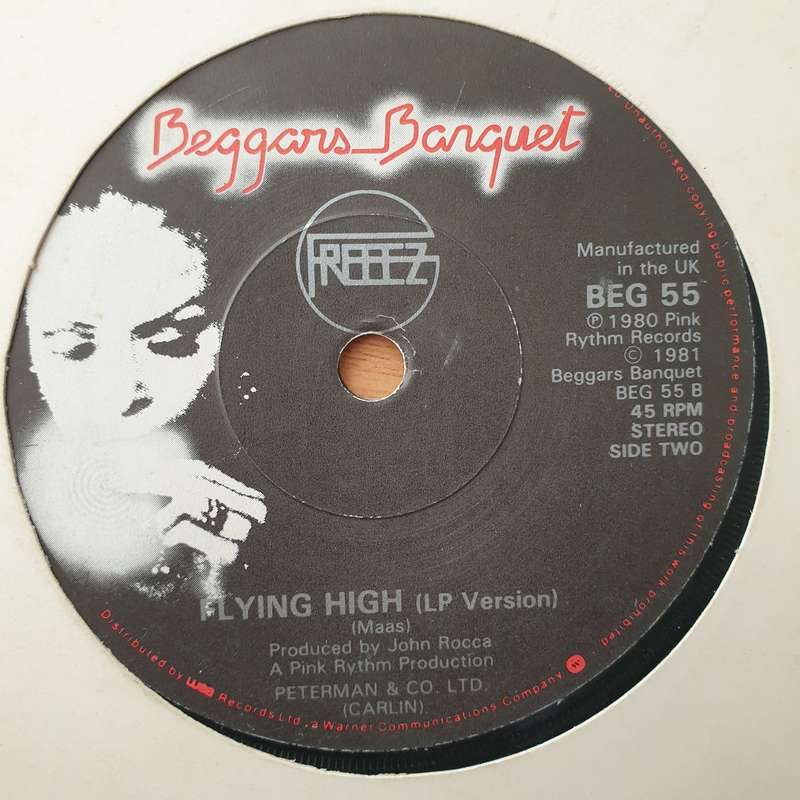 Beggars Banquet
FREEEZ
Manufactured
in the UK
BEG 55
℗ 1980 Pink
Rythm Records
© 1981
Beggars Banquet
BEG 55 B
45 RPM
STEREO
SIDE TWO
FLYING HIGH (LP Version)
(Maas)
Produced by John Rocca
A Pink Rythm Production
PETERMAN & CO. LTD.
(CARLIN)
No unauthorised copying public performance and broadcasting of this work prohibited.
Distributed by wea Records Ltd., a Warner Communications Company